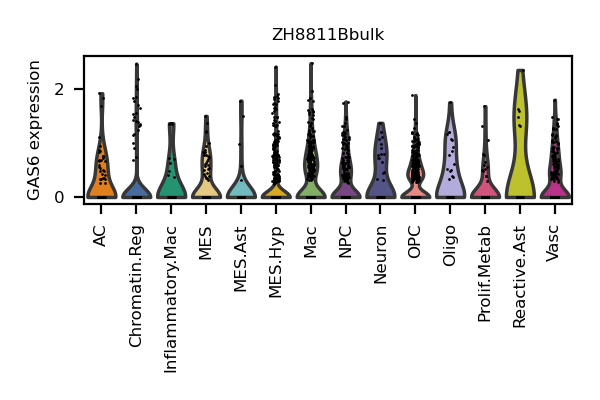 ZH8811Bbulk
GAS6 expression
2
0
AC
Chromatin.Reg
Inflammatory.Mac
MES
MES.Ast
MES.Hyp
Mac
NPC
Neuron
OPC
Oligo
Prolif.Metab
Reactive.Ast
Vasc